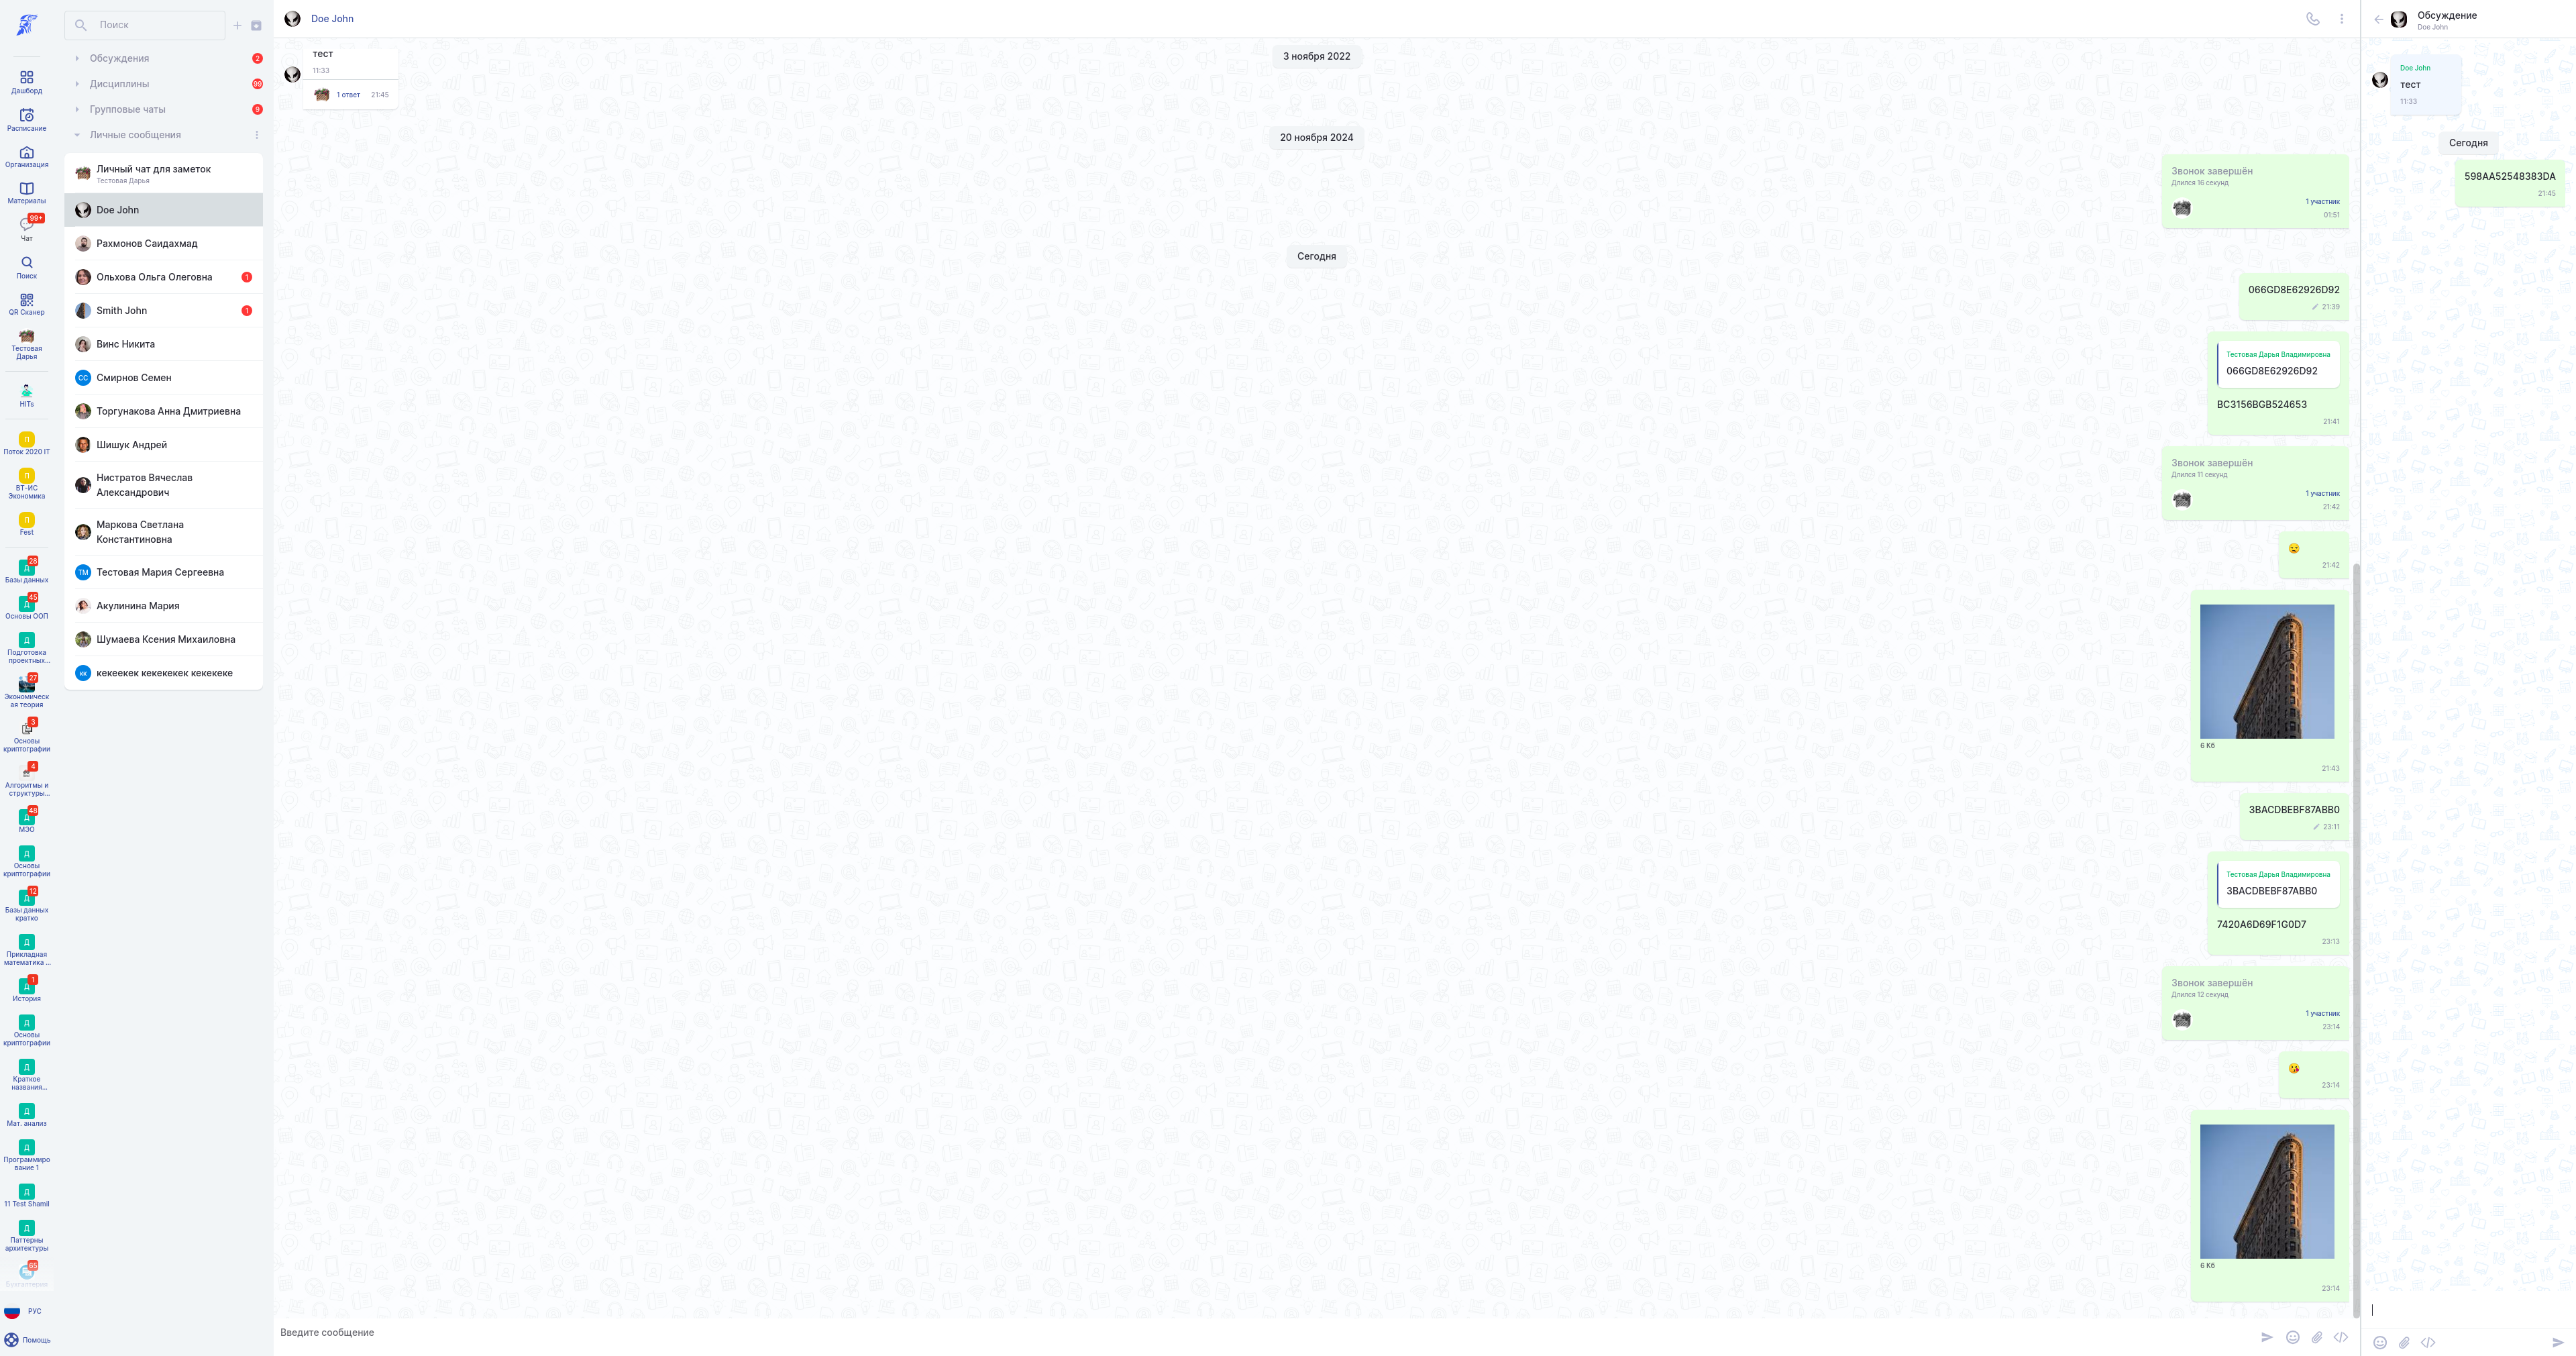 Дашборд
Расписание
Организация
Материалы
99+
Чат
Поиск
QR Сканер
Тестовая
Дарья
HITs
П
Поток 2020 IT
П
ВТ-ИС
Экономика
П
Fest
28
Д
Базы данных
45
Д
Основы ООП
Д
Подготовка
проектных...
27
Экономическ
ая теория
3
Основы
криптографии
4
Алгоритмы и
структуры...
48
Д
МЭО
Д
Основы
криптографии
12
Д
Базы данных
кратко
Д
Прикладная
математика ...
1
Д
История
Д
Основы
криптографии
Д
Краткое
названия...
Д
Мат. анализ
Д
Программиро
вание 1
Д
11 Test Shamil
Д
Паттерны
архитектуры
65
Бухгалтерия
РУС
Помощь
Поиск
Обсуждения 2
Дисциплины 99
Групповые чаты 9
Личные сообщения
Личный чат для заметок
Тестовая Дарья
Doe John
Рахмонов Саидахмад
Ольхова Ольга Олеговна 1
Smith John 1
Винс Никита
СС Смирнов Семен
Торгунакова Анна Дмитриевна
Шишук Андрей
Нистратов Вячеслав
Александрович
Маркова Светлана
Константиновна
ТМ Тестовая Мария Сергеевна
Акулинина Мария
Шумаева Ксения Михаиловна
кк кекеекек кекекекек кекекеке
Doe John
тест
11:33
1 ответ 21:45
3 ноября 2022
20 ноября 2024
Звонок завершён
Длился 16 секунд
1 участник
01:51
Сегодня
066GD8E62926D92
21:39
Тестовая Дарья Владимировна
066GD8E62926D92
BC3156BGB524653
21:41
Звонок завершён
Длился 11 секунд
1 участник
21:42
21:42
6 Кб
21:43
3BACDBEBF87ABB0
23:11
Тестовая Дарья Владимировна
3BACDBEBF87ABB0
7420A6D69F1G0D7
23:13
Звонок завершён
Длился 12 секунд
1 участник
23:14
23:14
6 Кб
23:14
Введите сообщение
Обсуждение
Doe John
Doe John
тест
11:33
Сегодня
598AA52548383DA
21:45